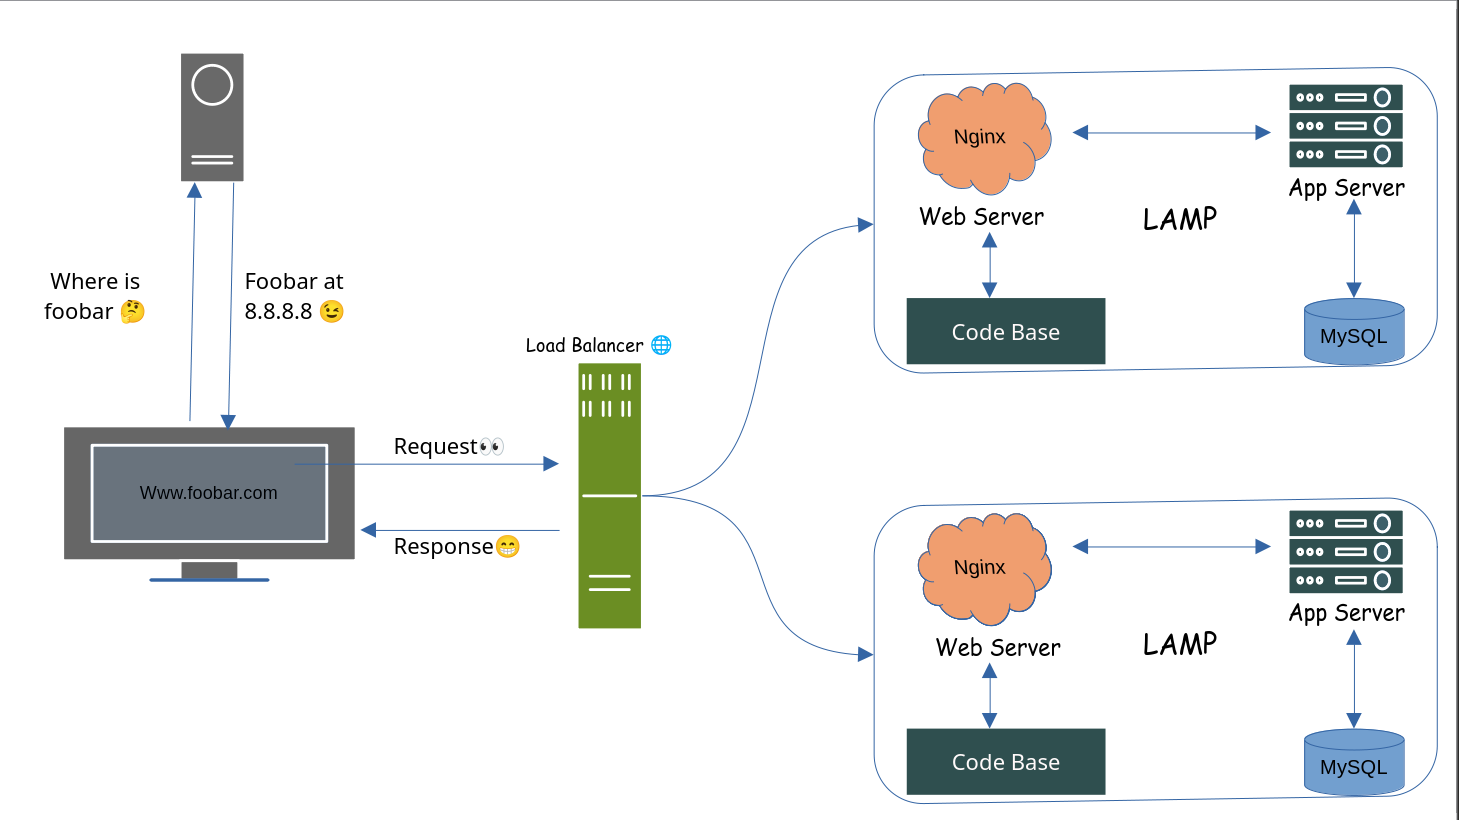 Where is
foobar 🤔
Foobar at
8.8.8.8 😉
Www.foobar.com
Request👀
Response😁
Load Balancer 🌐
Nginx
Web Server
Code Base
LAMP
App Server
MySQL
Nginx
Web Server
Code Base
LAMP
App Server
MySQL